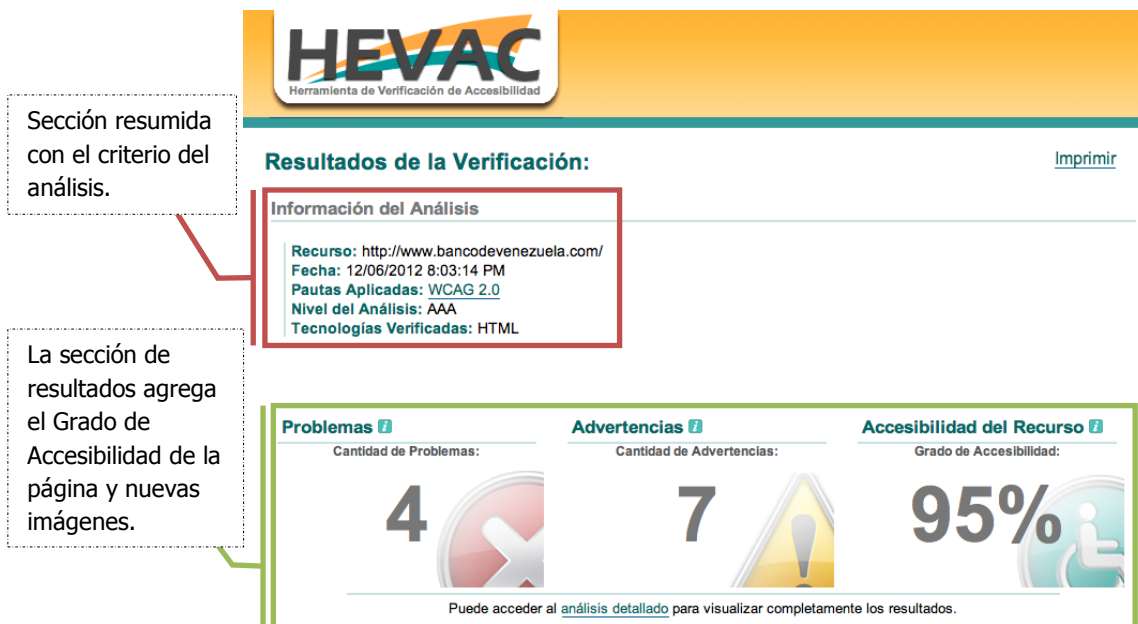 HEVAC
Herramienta de Verificación de Accesibilidad
Sección resumida
con el criterio del
análisis.
Resultados de la Verificación:
Imprimir
Información del Análisis
Recurso: http://www.bancodevenezuela.com/
Fecha: 12/06/2012 8:03:14 PM
Pautas Aplicadas: WCAG 2.0
Nivel del Análisis: AAA
Tecnologías Verificadas: HTML
La sección de
resultados agrega
el Grado de
Accesibilidad de la
página y nuevas
imágenes.
Problemas i
Cantidad de Problemas:
4
Advertencias i
Cantidad de Advertencias:
7
Accesibilidad del Recurso i
Grado de Accesibilidad:
95%
Puede acceder al análisis detallado para visualizar completamente los resultados.